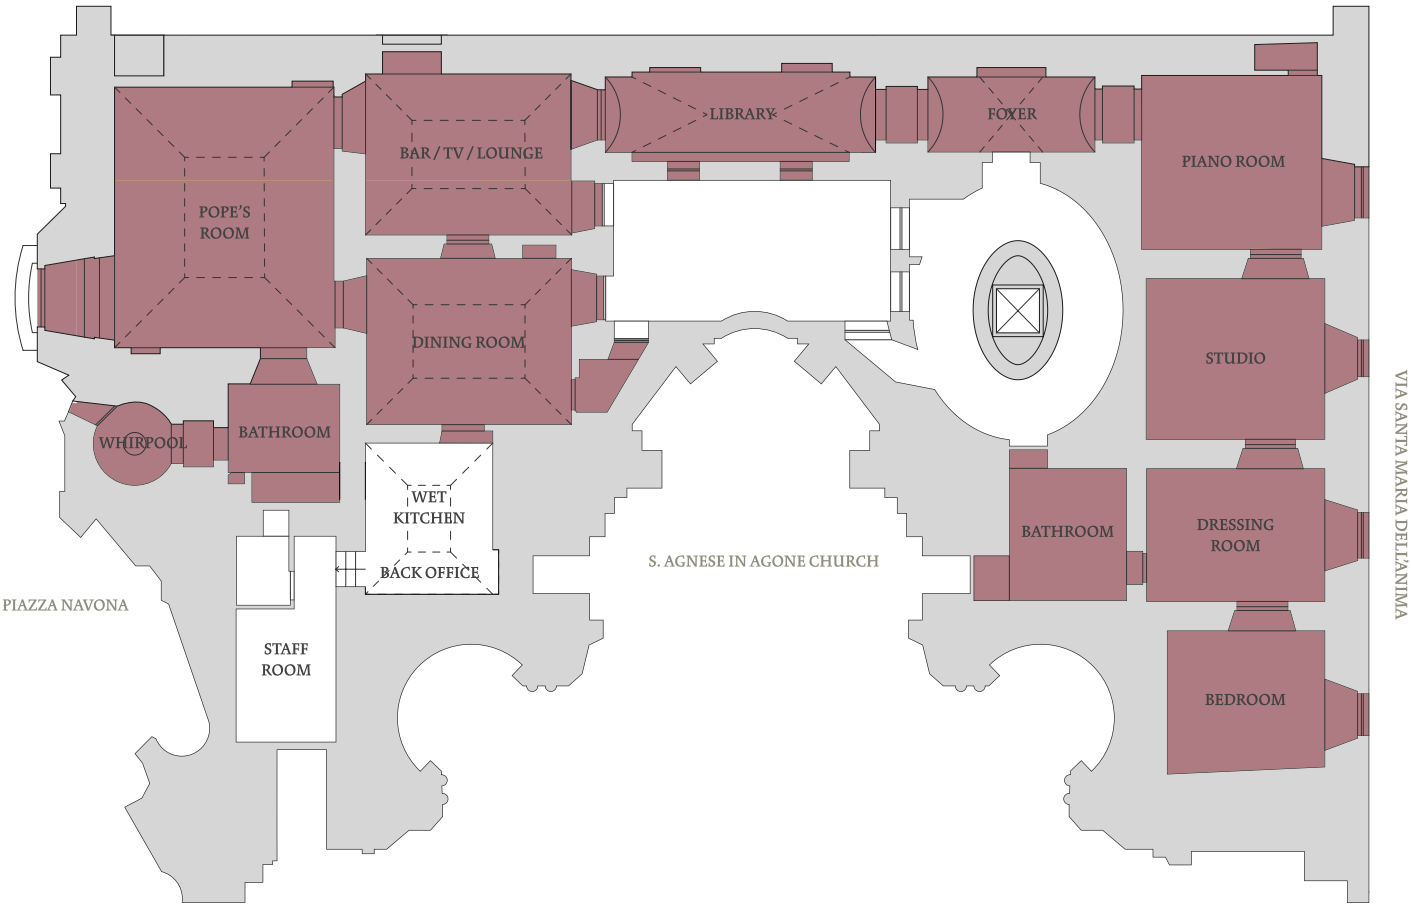 LIBRARY
FOYER
BAR / TV / LOUNGE
PIANO ROOM
POPE'S
ROOM
DINING ROOM
STUDIO
WHIRPOOL
BATHROOM
WET
KITCHEN
BACK OFFICE
S. AGNESE IN AGONE CHURCH
BATHROOM
DRESSING
ROOM
VIA SANTA MARIA DELL'ANIMA
PIAZZA NAVONA
STAFF
ROOM
BEDROOM